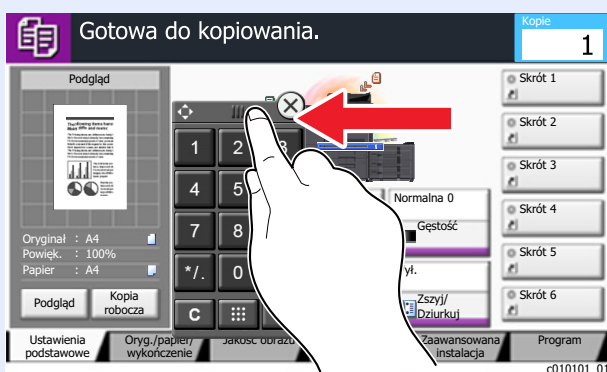 Gotowa do kopiowania.
Kopie
1
Podgląd
Oryginał : A4
Powięk. : 100%
Papier : A4
Podgląd
Kopia
robocza
1
2
3
4
5
7
8
*/.
0
C
Normalna 0
Gęstość
Zszyj/
Dziurkuj
Skrót 1
Skrót 2
Skrót 3
Skrót 4
Skrót 5
Skrót 6
Ustawienia
podstawowe
Oryg./papier/
wykończenie
Jakość obrazu
Zaawansowana
instalacja
Program
c010101_01